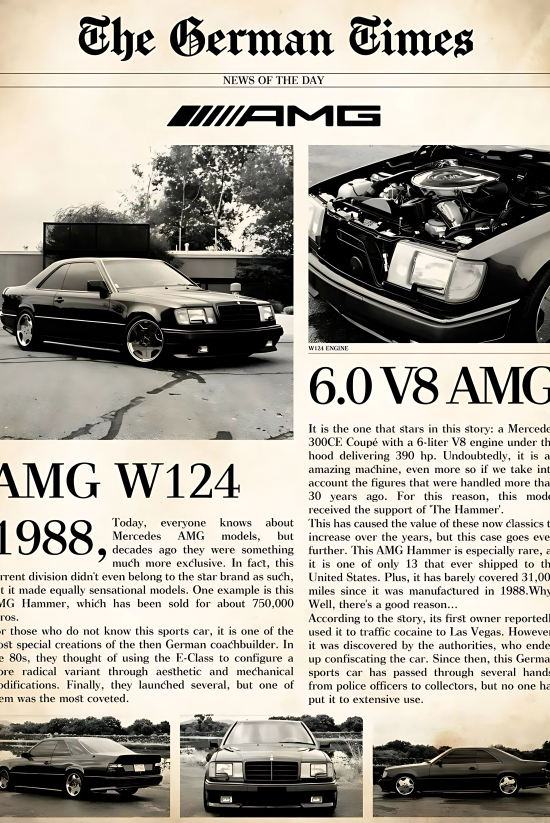 The German Times
NEWS OF THE DAY
AMG
AMG W124
1988,
Today, everyone knows about
Mercedes AMG models, but
decades ago they were something
much more exclusive. In fact, this
rrent division didn't even belong to the star brand as such,
t it made equally sensational models. One example is this
MG Hammer, which has been sold for about 750,000
ros.
or those who do not know this sports car, it is one of the
ost special creations of the then German coachbuilder. In
e 80s, they thought of using the E-Class to configure a
ore radical variant through aesthetic and mechanical
odifications. Finally, they launched several, but one of
em was the most coveted.
W124 ENGINE
6.0 V8 AMG
It is the one that stars in this story: a Mercede
300CE Coupé with a 6-liter V8 engine under th
hood delivering 390 hp. Undoubtedly, it is a
amazing machine, even more so if we take int
account the figures that were handled more tha
30 years ago. For this reason, this mode
received the support of 'The Hammer'.
This has caused the value of these now classics t
increase over the years, but this case goes eve
further. This AMG Hammer is especially rare, a
it is one of only 13 that ever shipped to th
United States. Plus, it has barely covered 31,00
miles since it was manufactured in 1988.Why
Well, there's a good reason...
According to the story, its first owner reportedl
used it to traffic cocaine to Las Vegas. However
it was discovered by the authorities, who ende
up confiscating the car. Since then, this Germa
sports car has passed through several hands
from police officers to collectors, but no one ha
put it to extensive use.